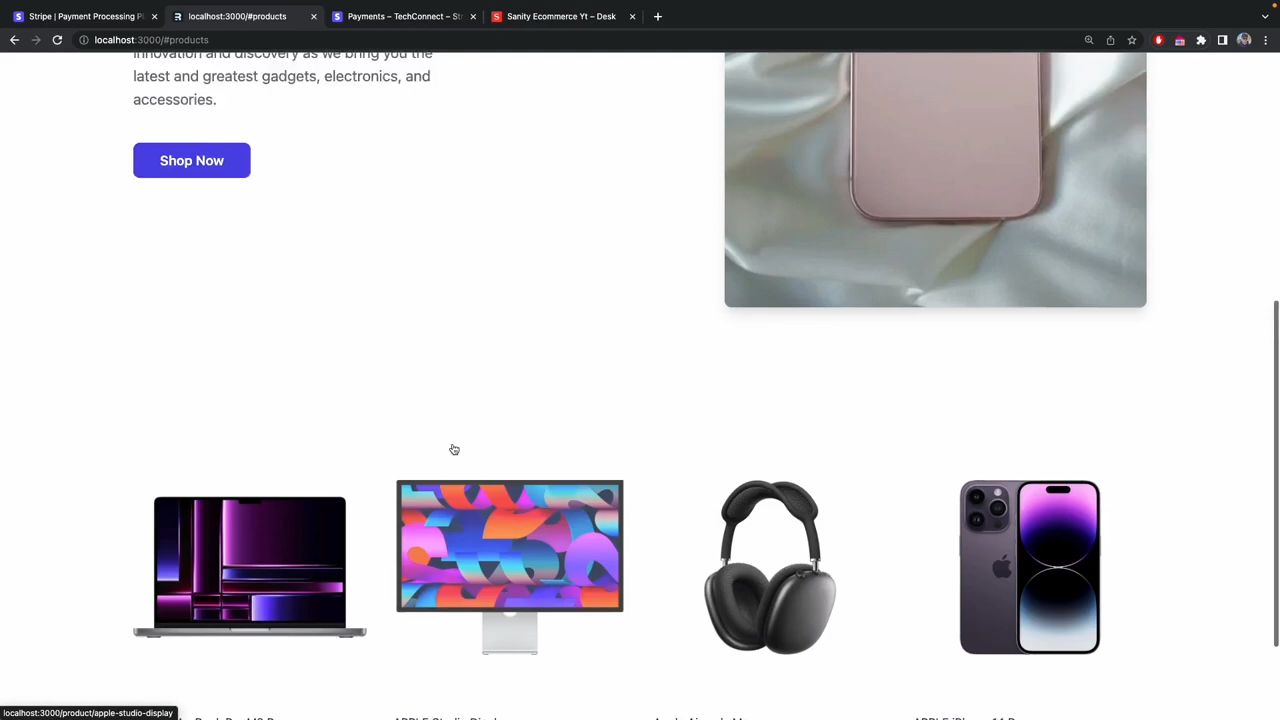 Stripe | Payment Processing Pl
localhost:3000/#products
Payments – TechConnect – St
Sanity Ecommerce Yt – Desk
localhost:3000/#products
innovation and discovery as we bring you the
latest and greatest gadgets, electronics, and
accessories.
Shop Now
localhost:3000/product/apple-studio-display